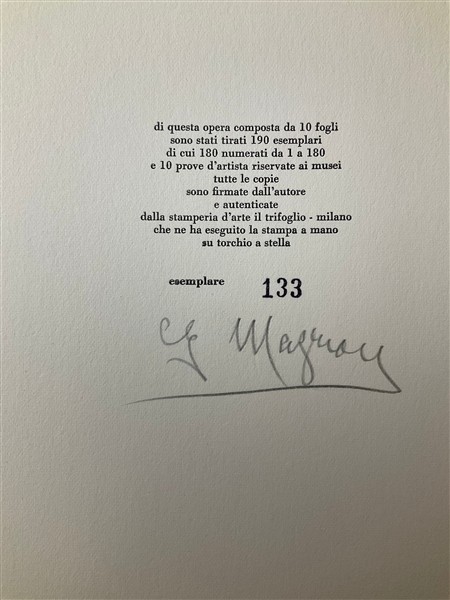 di questa opera composta da 10 fogli
sono stati tirati 190 esemplari
di cui 180 numerati da 1 a 180
e 10 prove d'artista riservate ai musei
tutte le copie
sono firmate dall'autore
e autenticate
dalla stamperia d'arte il trifoglio - milano
che ne ha eseguito la stampa a mano
su torchio a stella
esemplare 133